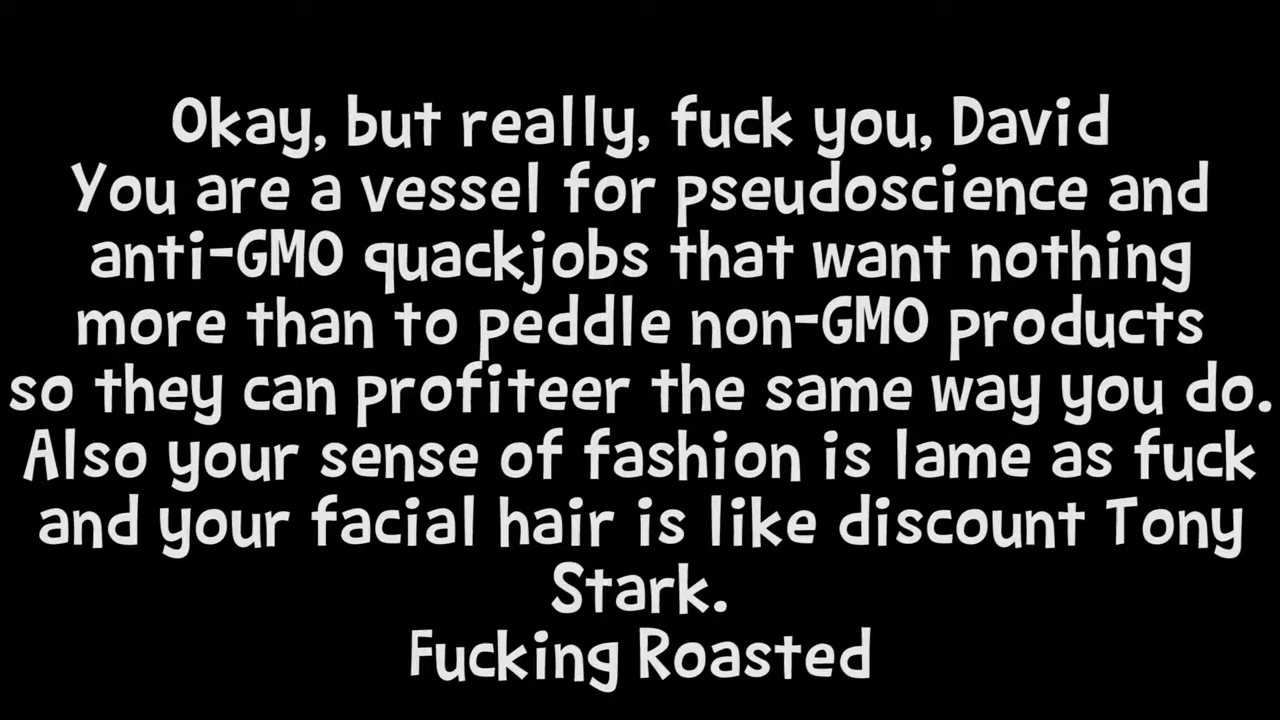 Okay, but really, fuck you, David
You are a vessel for pseudoscience and
anti-GMO quackjobs that want nothing
more than to peddle non-GMO products
so they can profiteer the same way you do.
Also your sense of fashion is lame as fuck
and your facial hair is like discount Tony
Stark.
Fucking Roasted